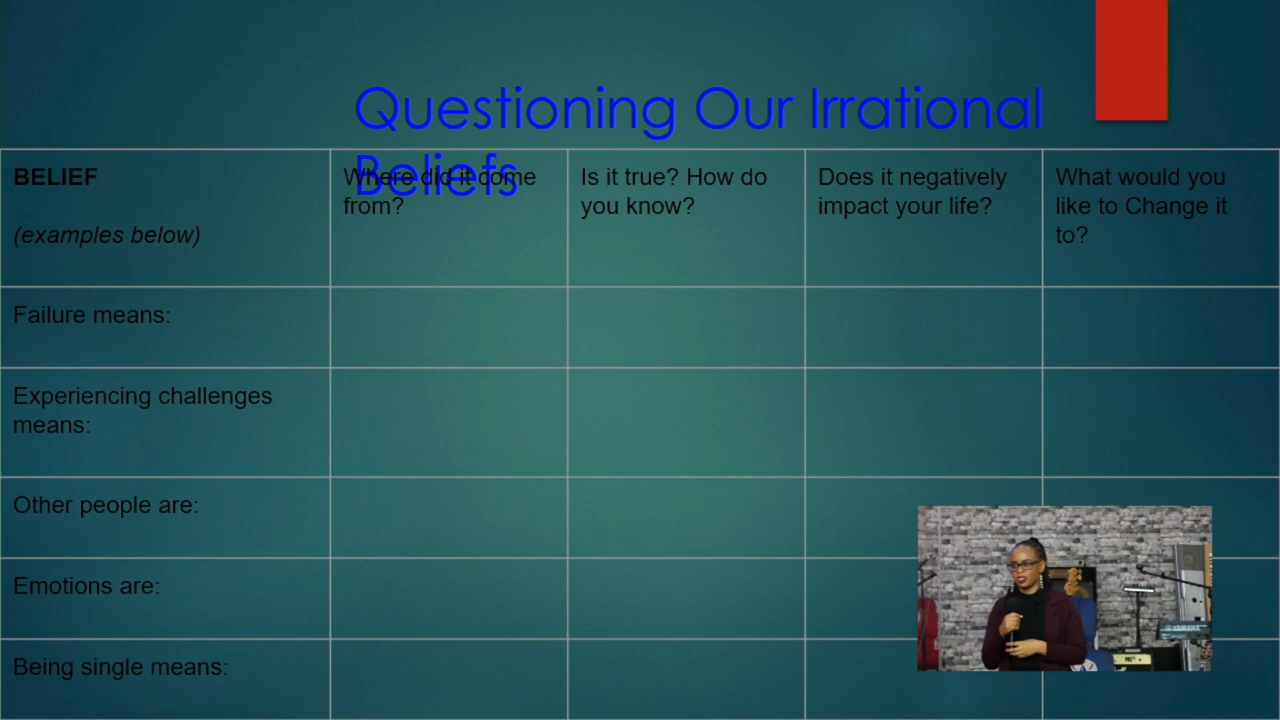 Questioning Our Irrational
Beliefs
BELIEF
(examples below)
Where did it come
from?
Is it true? How do
you know?
Does it negatively
impact your life?
What would you
like to Change it
to?
Failure means:
Experiencing challenges
means:
Other people are:
Emotions are:
Being single means:
YAMAHA